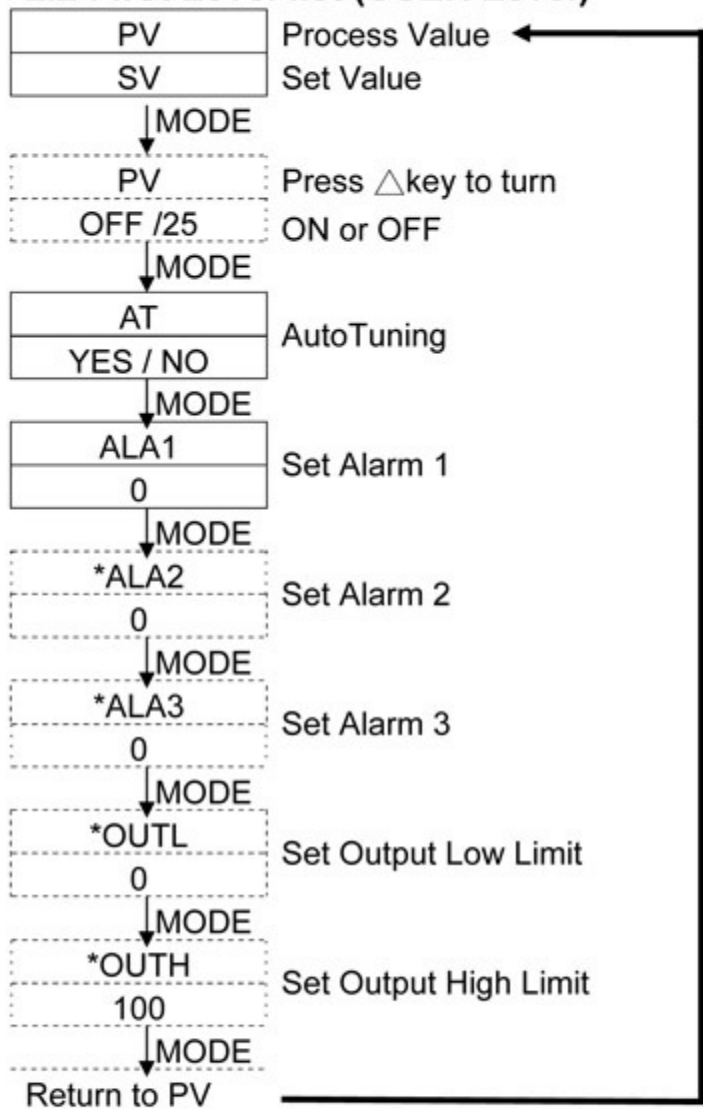 PV Process Value
SV Set Value
MODE
PV Press △key to turn
OFF /25 ON or OFF
MODE
AT
AutoTuning
YES / NO
MODE
ALA1
Set Alarm 1
0
MODE
*ALA2
Set Alarm 2
0
MODE
*ALA3
Set Alarm 3
0
MODE
*OUTL
Set Output Low Limit
0
MODE
*OUTH
Set Output High Limit
100
MODE
Return to PV